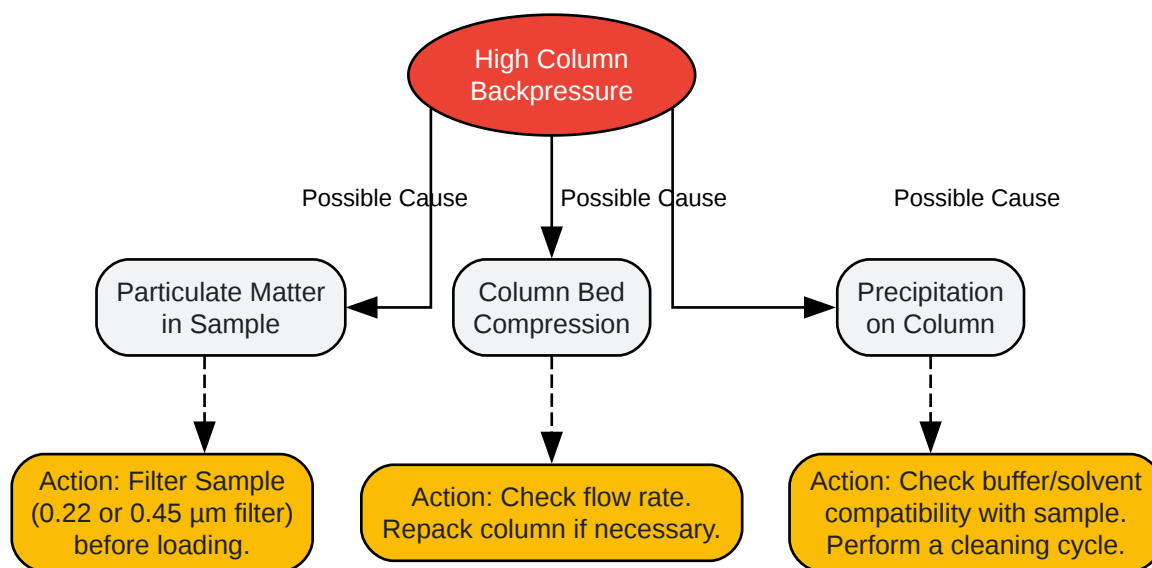 High Column
Backpressure
Possible Cause
Possible Cause
Possible Cause
Particulate Matter
in Sample
Column Bed
Compression
Precipitation
on Column
Action: Filter Sample
(0.22 or 0.45 µm filter)
before loading.
Action: Check flow rate.
Repack column if necessary.
Action: Check buffer/solvent
compatibility with sample.
Perform a cleaning cycle.